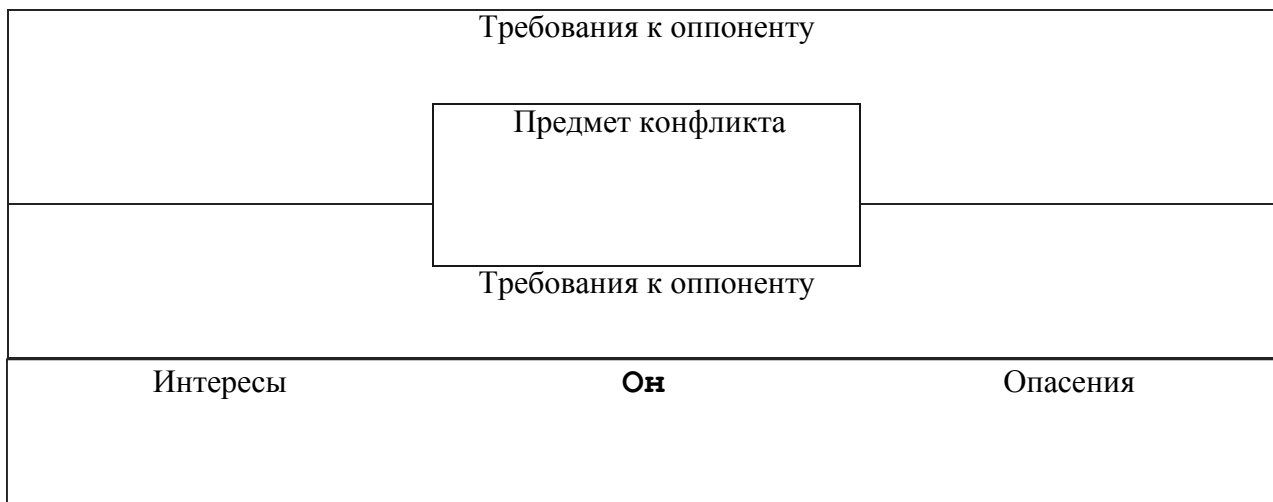 Требования к оппоненту
Предмет конфликта
Требования к оппоненту
Интересы Он Опасения